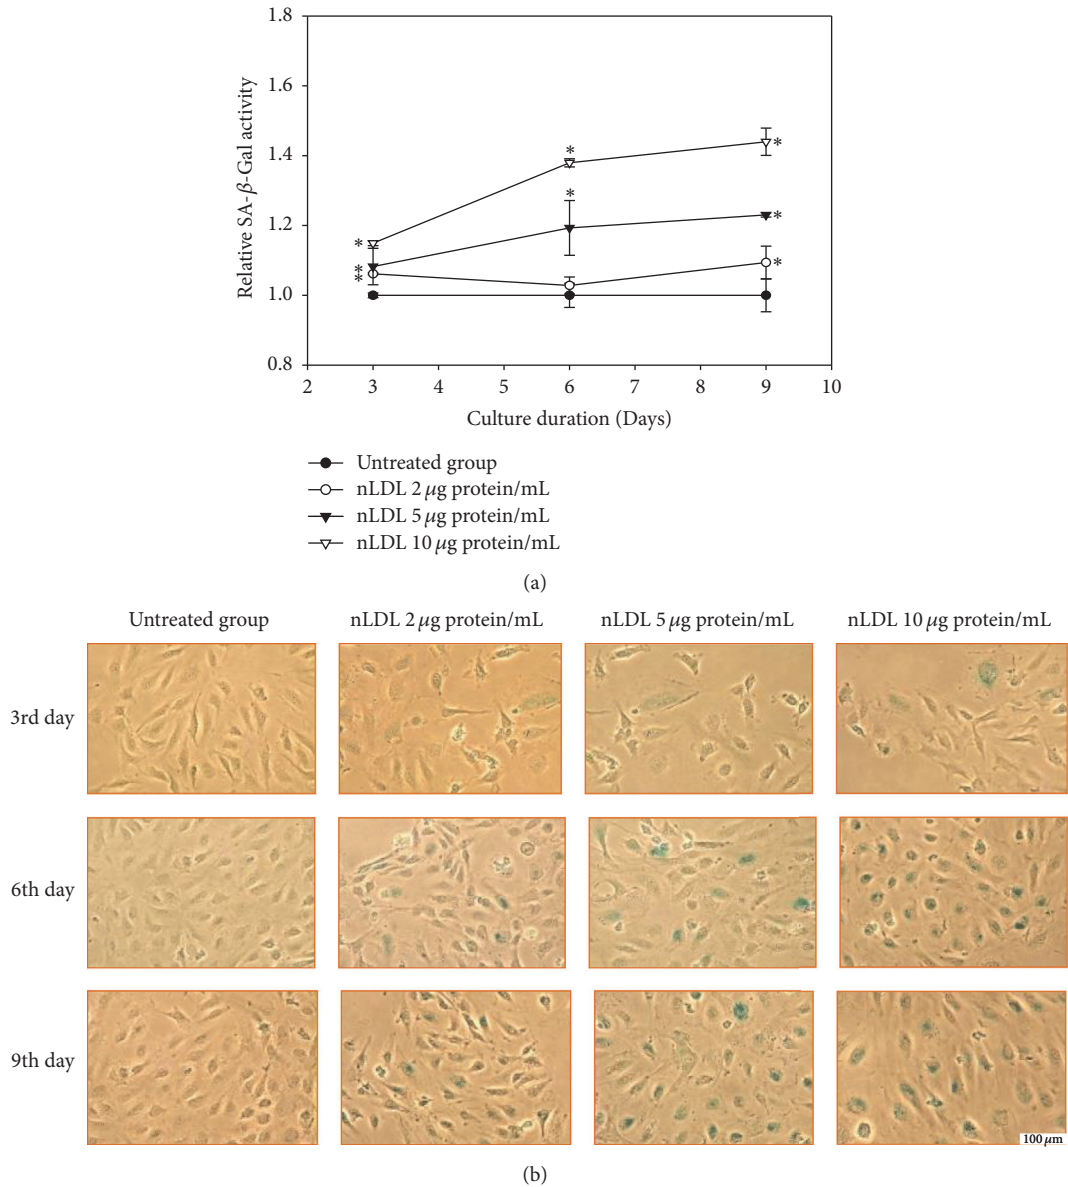 1.8
1.6
1.4
1.2
1.0
0.8
Relative SA-β-Gal activity
* * * * * * * *
2 3 4 5 6 7 8 9 10
Culture duration (Days)
Untreated group
nLDL 2 μg protein/mL
nLDL 5 μg protein/mL
nLDL 10 μg protein/mL
(a)
Untreated group nLDL 2 μg protein/mL nLDL 5 μg protein/mL nLDL 10 μg protein/mL
3rd day
6th day
9th day
100 μm
(b)